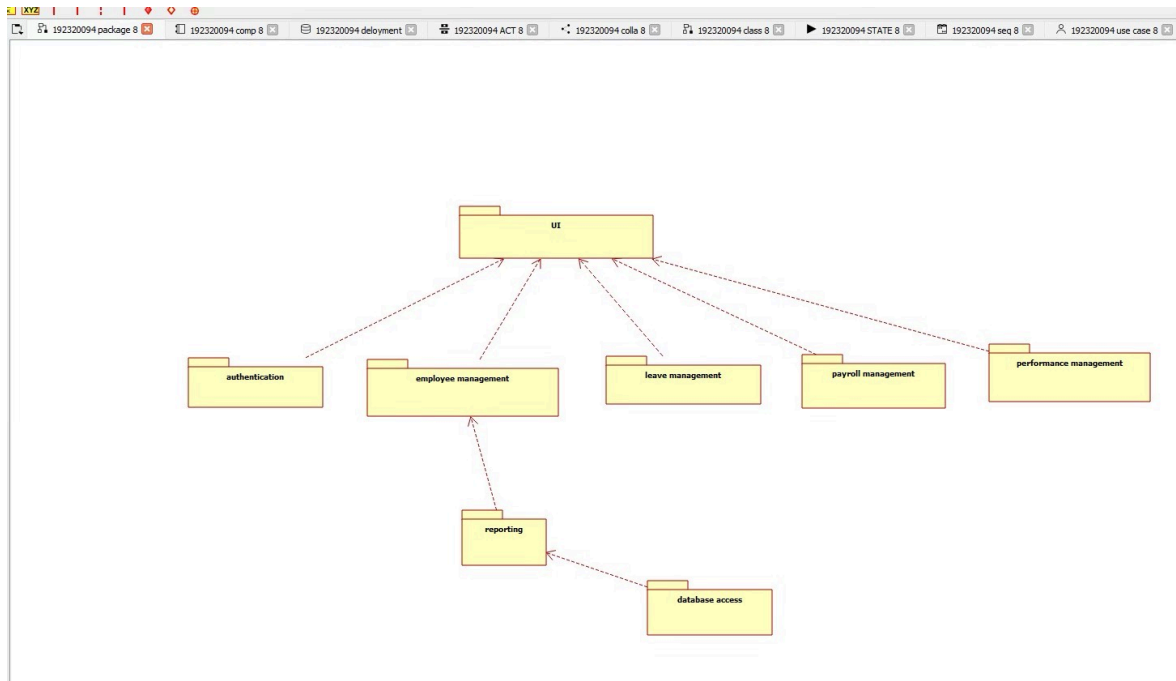 XYZ
192320094 package 8
192320094 comp 8
192320094 deloyment
192320094 ACT 8
192320094 colla 8
192320094 class 8
192320094 STATE 8
192320094 seq 8
192320094 use case 8
UI
authentication
employee management
leave management
payroll management
performance management
reporting
database access